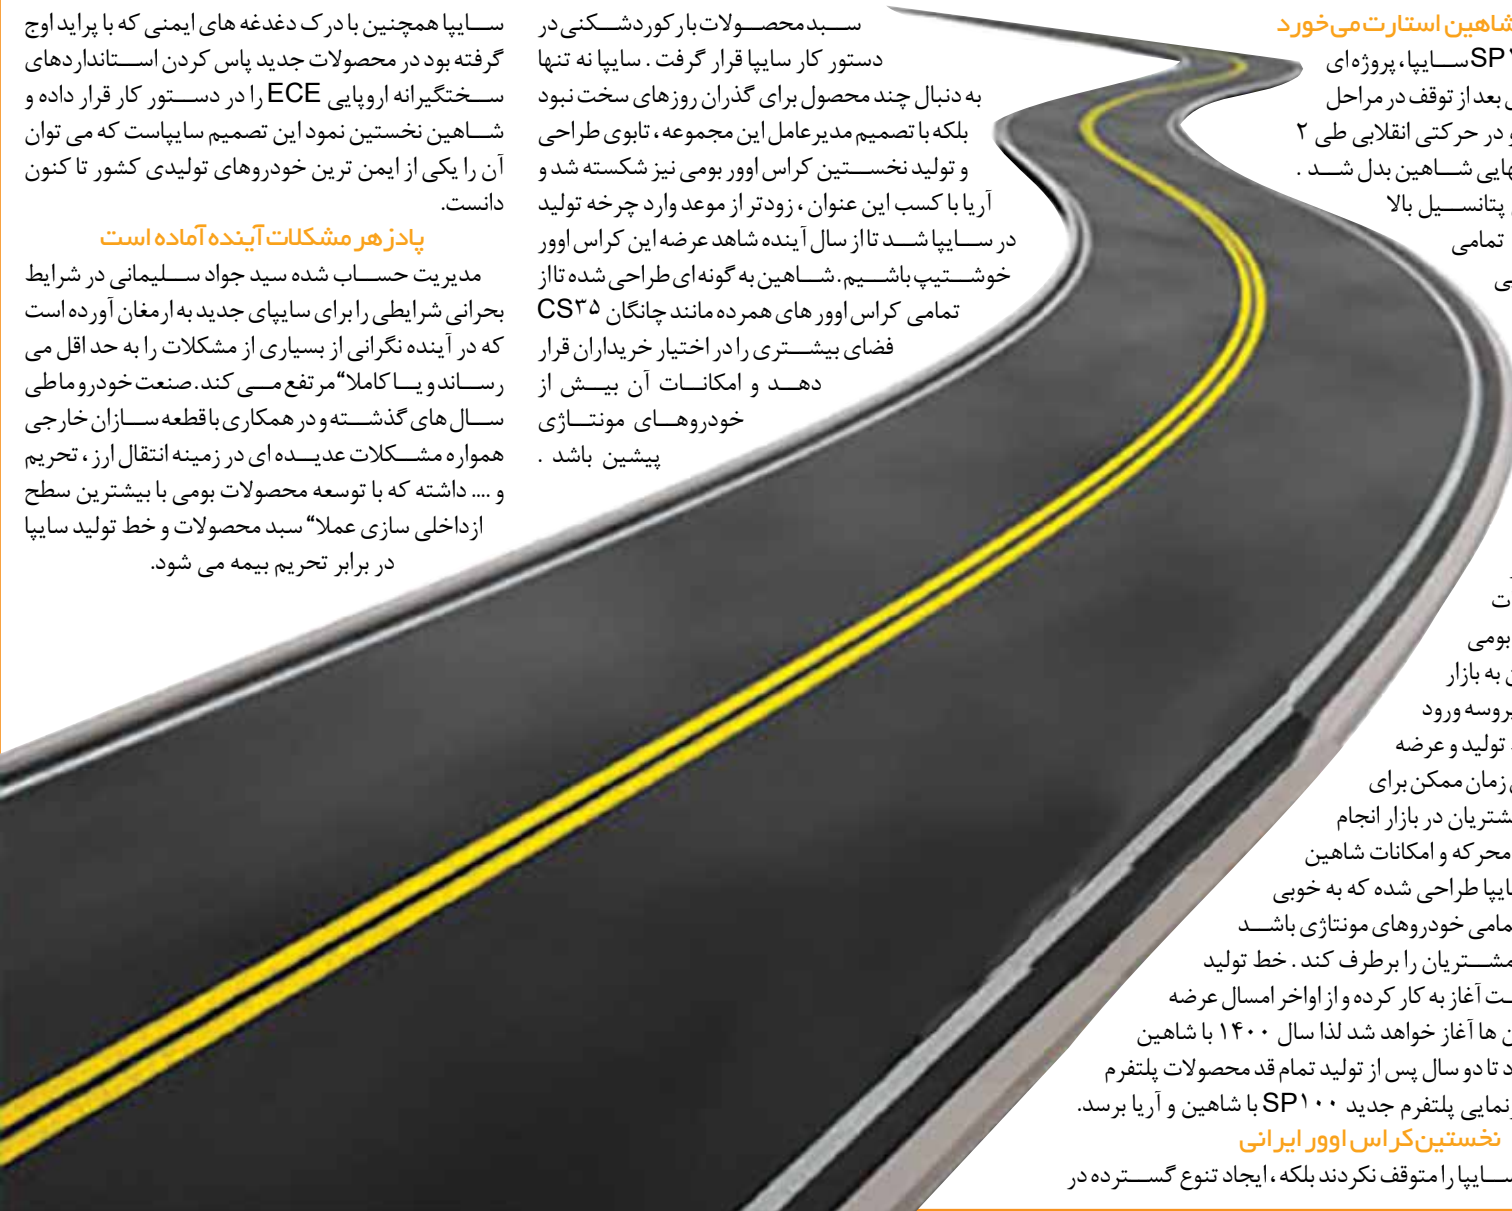 شاهین استارت می‌خورد
سایپا، پروژه ای
بعد از توقف در مراحل
و در حرکتی انقلابی طی ۲
شاهین بدل شد .
پتانسیل بالا
تمامی
بومی
به بازار
ورود
تولید و عرضه
زمان ممکن برای
در بازار انجام
محرکه و امکانات شاهین
طراحی شده که به خوبی
خودروهای مونتاژی باشد
مشتریان را برطرف کند . خط تولید
آغاز به کار کرده و از اواخر امسال عرضه
ها آغاز خواهد شد لذا سال ۱۴۰۰ با شاهین
تا دو سال پس از تولید تمام قد محصولات پلتفرم
پلتفرم جدید SP۱۰۰ با شاهین و آریا برسد.
نخستین کراس اوور ایرانی
سایپا را متوقف نکردند بلکه ، ایجاد تنوع گسترده در
سبد محصولات با رکوردشکنی در
دستور کار سایپا قرار گرفت . سایپا نه تنها
به دنبال چند محصول برای گذران روزهای سخت نبود
بلکه با تصمیم مدیرعامل این مجموعه ، تابوی طراحی
و تولید نخستین کراس اوور بومی نیز شکسته شد و
آریا با کسب این عنوان ، زودتر از موعد وارد چرخه تولید
در سایپا شد تا از سال آینده شاهد عرضه این کراس اوور
خوشتیپ باشیم . شاهین به گونه ای طراحی شده تا از
تمامی کراس اوور های همرده مانند چانگان CS۳۵
فضای بیشتری را در اختیار خریداران قرار
دهد و امکانات آن بیش از
خودروهای مونتاژی
پیشین باشد .
سایپا همچنین با درک دغدغه های ایمنی که با پراید اوج
گرفته بود در محصولات جدید پاس کردن استانداردهای
سختگیرانه اروپایی ECE را در دستور کار قرار داده و
شاهین نخستین نمود این تصمیم سایپاست که می توان
آن را یکی از ایمن ترین خودروهای تولیدی کشور تا کنون
دانست.
پادزهر مشکلات آینده آماده است
مدیریت حساب شده سید جواد سلیمانی در شرایط
بحرانی شرایطی را برای سایپای جدید به ارمغان آورده است
که در آینده نگرانی از بسیاری از مشکلات را به حد اقل می
رساند و یا کاملا“ مرتفع می کند . صنعت خودرو ما طی
سال های گذشته و در همکاری با قطعه سازان خارجی
همواره مشکلات عدیده ای در زمینه انتقال ارز ، تحریم
و .... داشته که با توسعه محصولات بومی با بیشترین سطح
ازداخلی سازی عملا“ سبد محصولات و خط تولید سایپا
در برابر تحریم بیمه می شود.